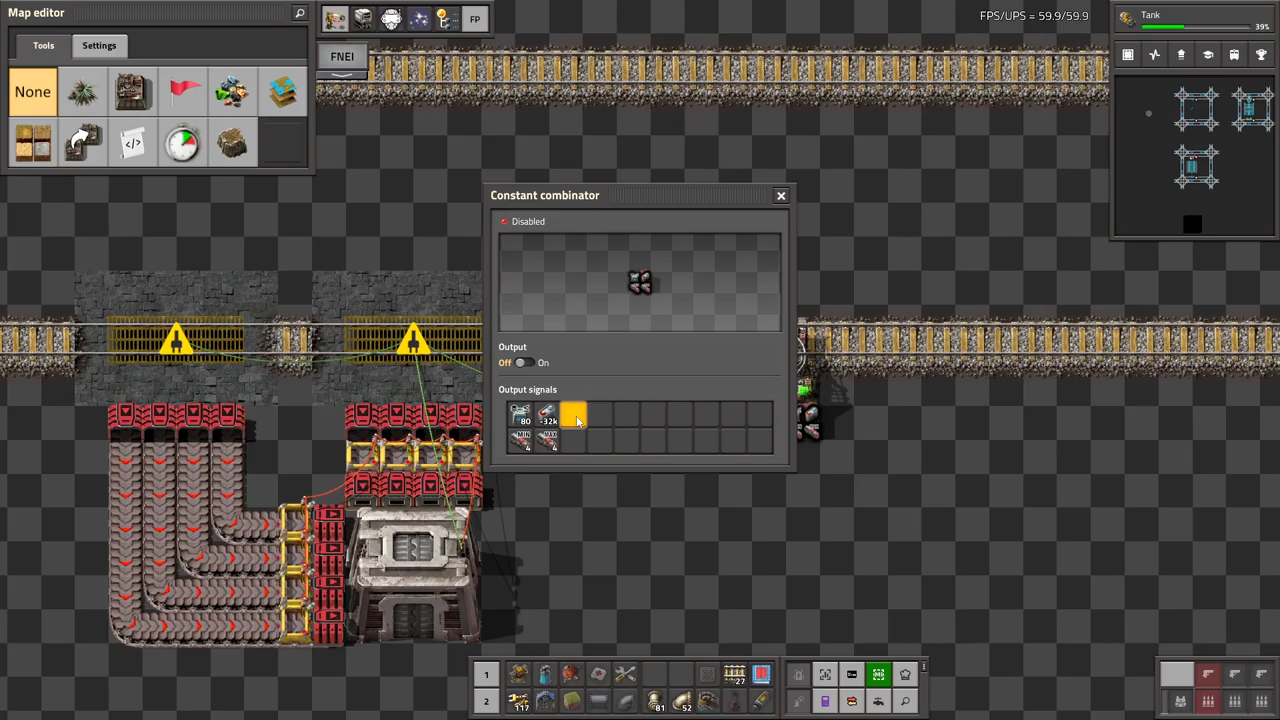 Map editor
Tools
Settings
None
</>
FP
FNEI
FPS/UPS = 59.9/59.9
Tank
39%
Constant combinator
Disabled
Output
Off
On
Output signals
80
-32k
MIN
4
MAX
4
1
27
2
117
81
52